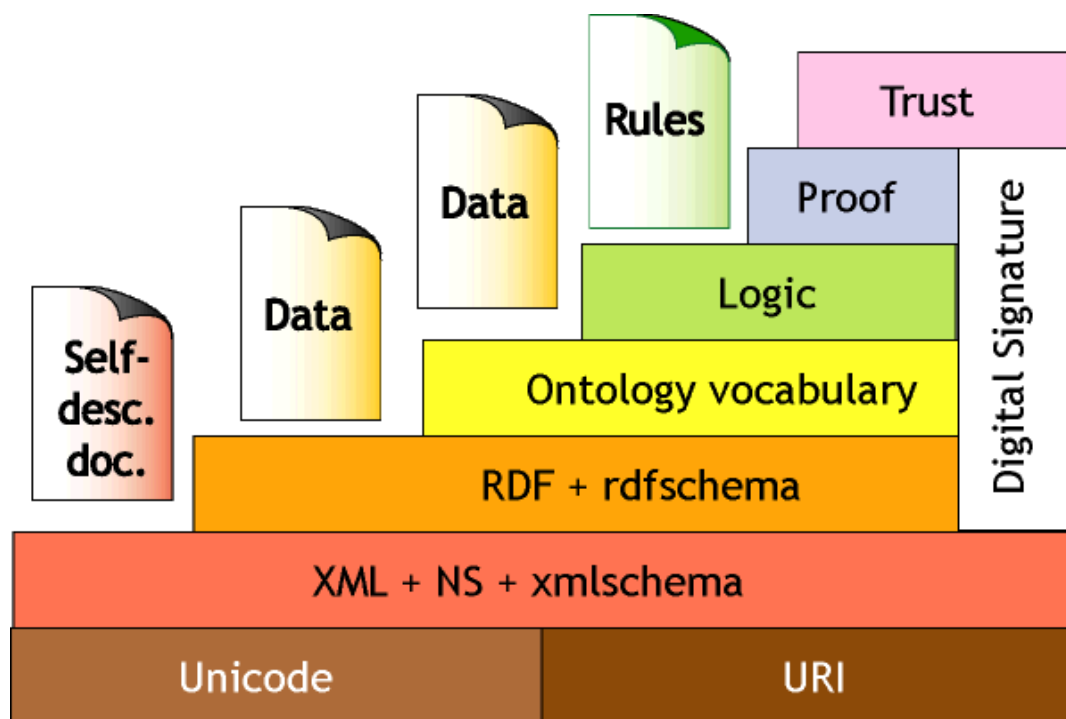 Rules
Trust
Data
Proof
Data
Logic
Self-
desc.
doc.
Ontology vocabulary
Digital Signature
RDF + rdfschema
XML + NS + xmlschema
Unicode
URI